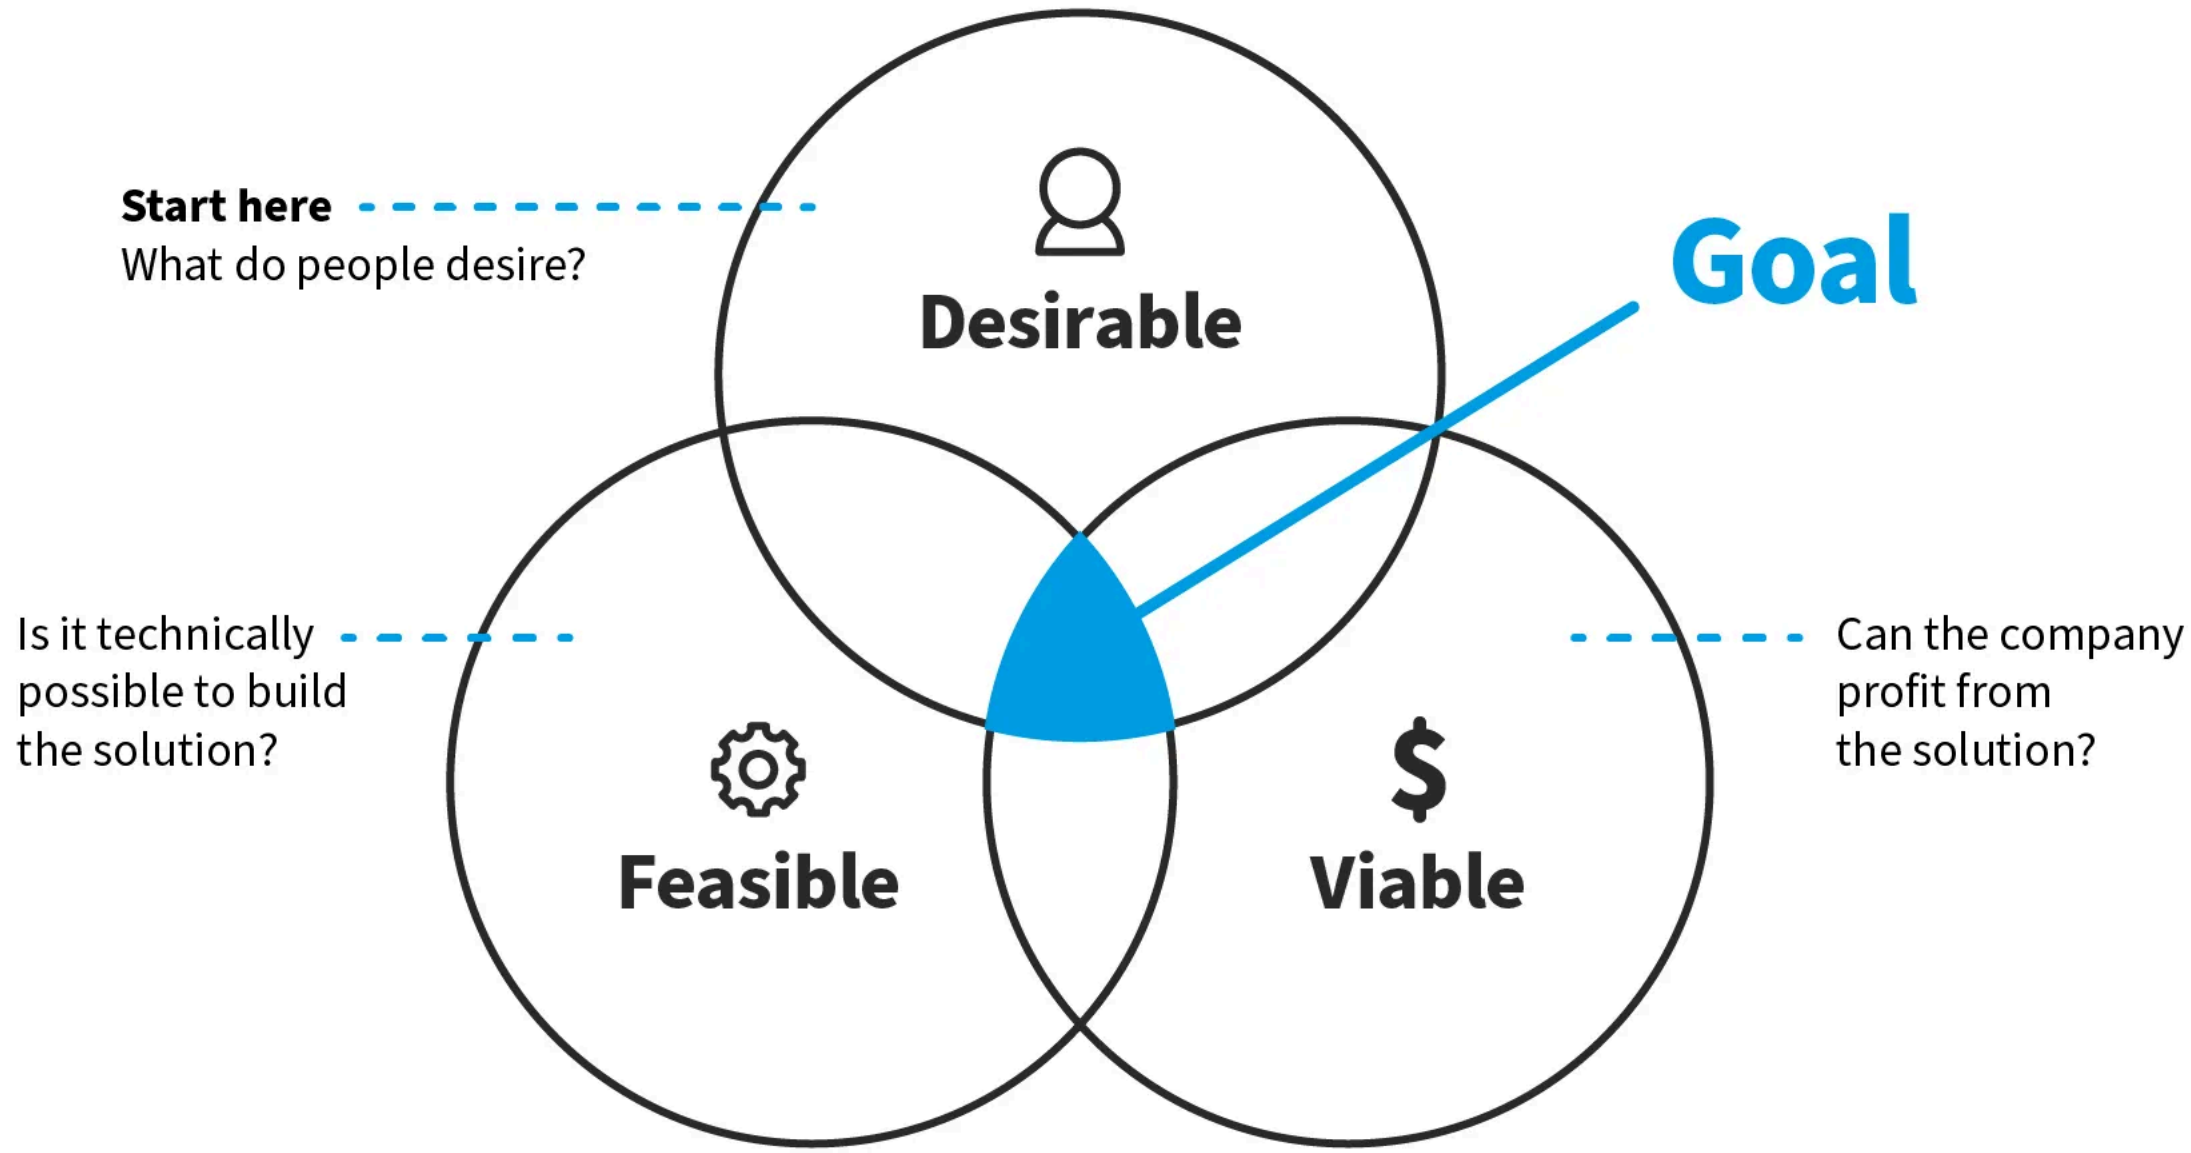 Start here
What do people desire?
Desirable
Goal
Is it technically
possible to build
the solution?
Can the company
profit from
the solution?
$
Feasible
Viable